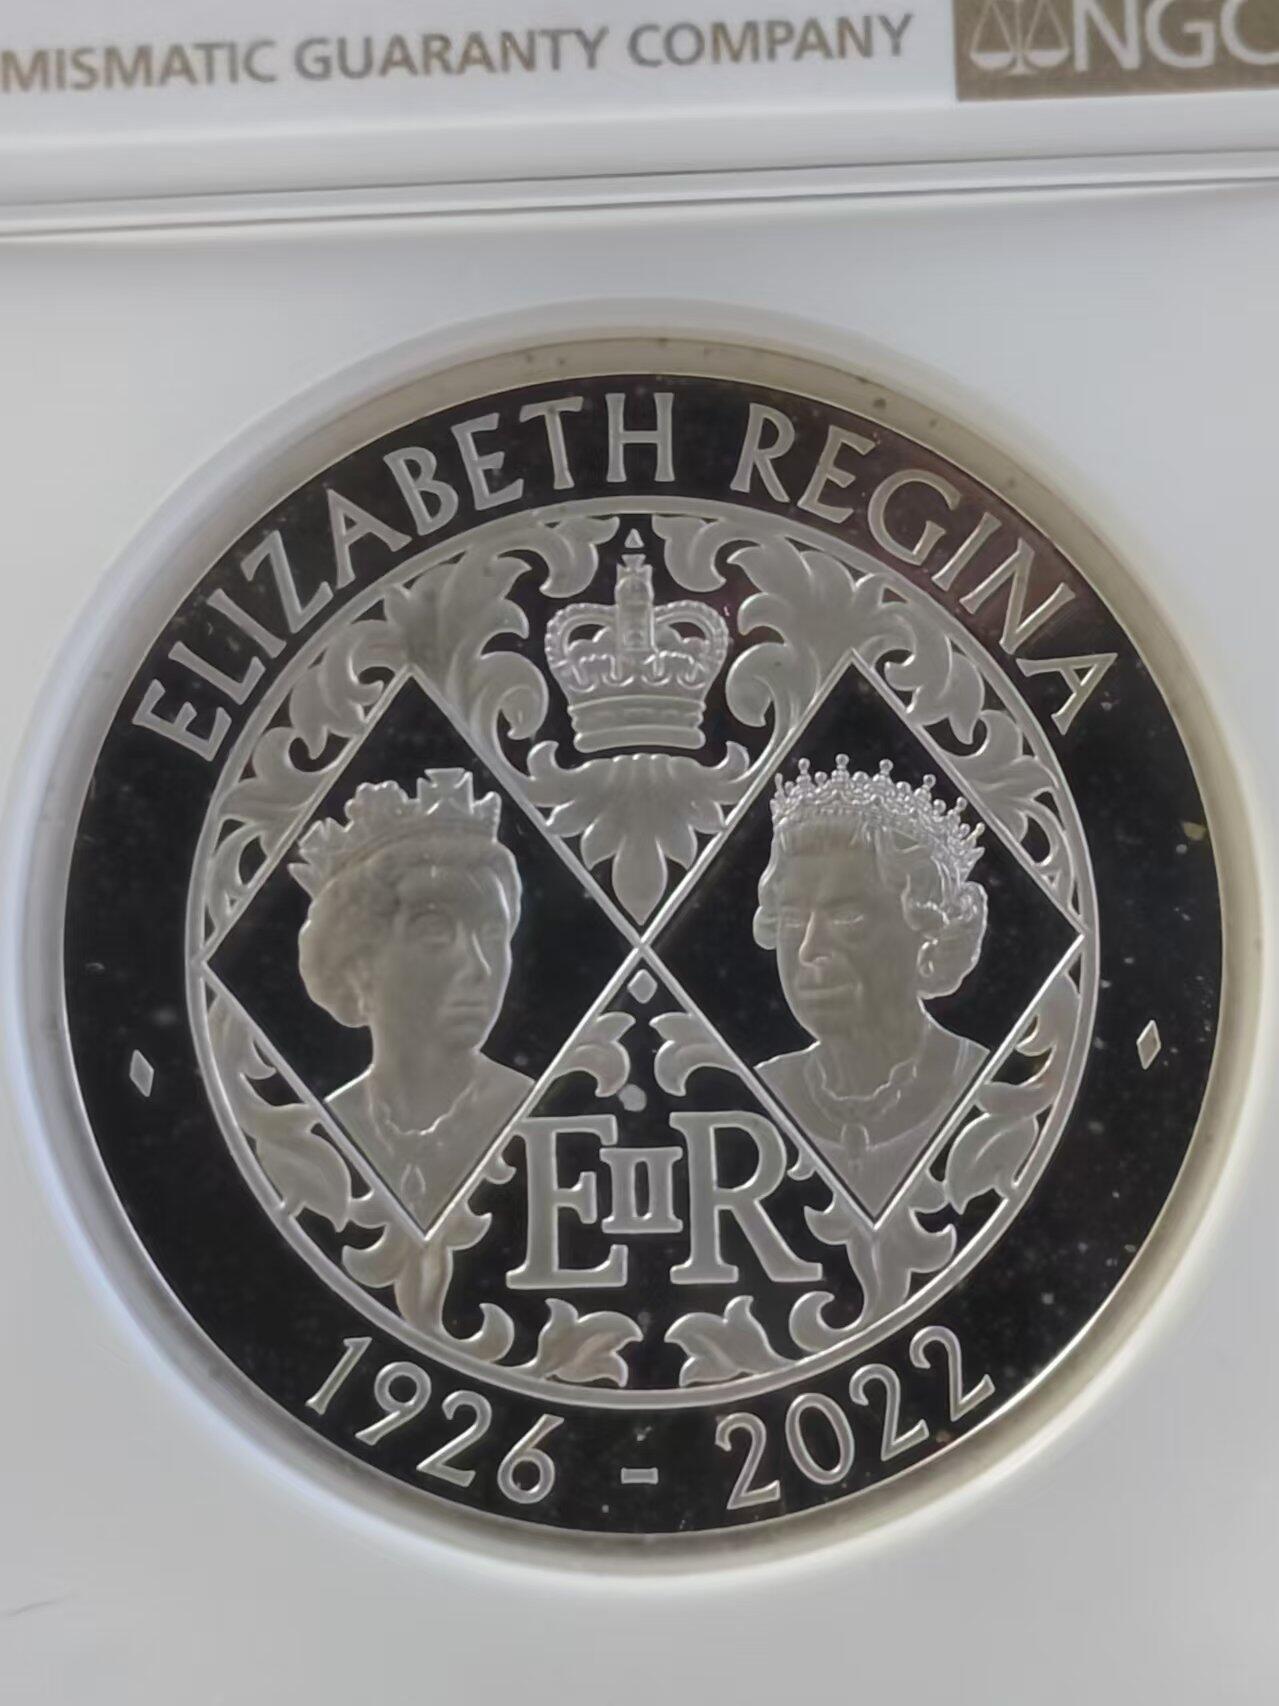 MISMATIC GUARANTY COMPANY
NGC
ELIZABETH REGINA
EIIR
1926 - 2022